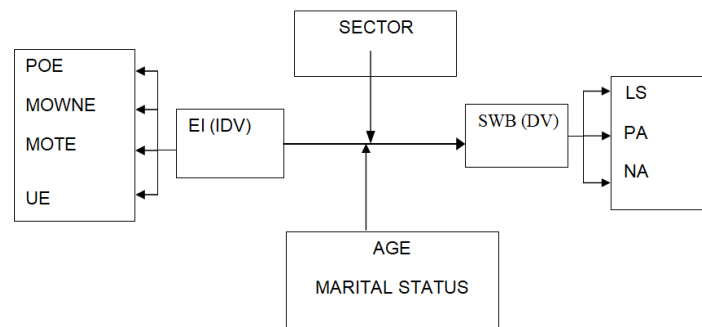 SECTOR
POE
MOWNE
MOTE
UE
EI (IDV)
SWB (DV)
LS
PA
NA
AGE
MARITAL STATUS